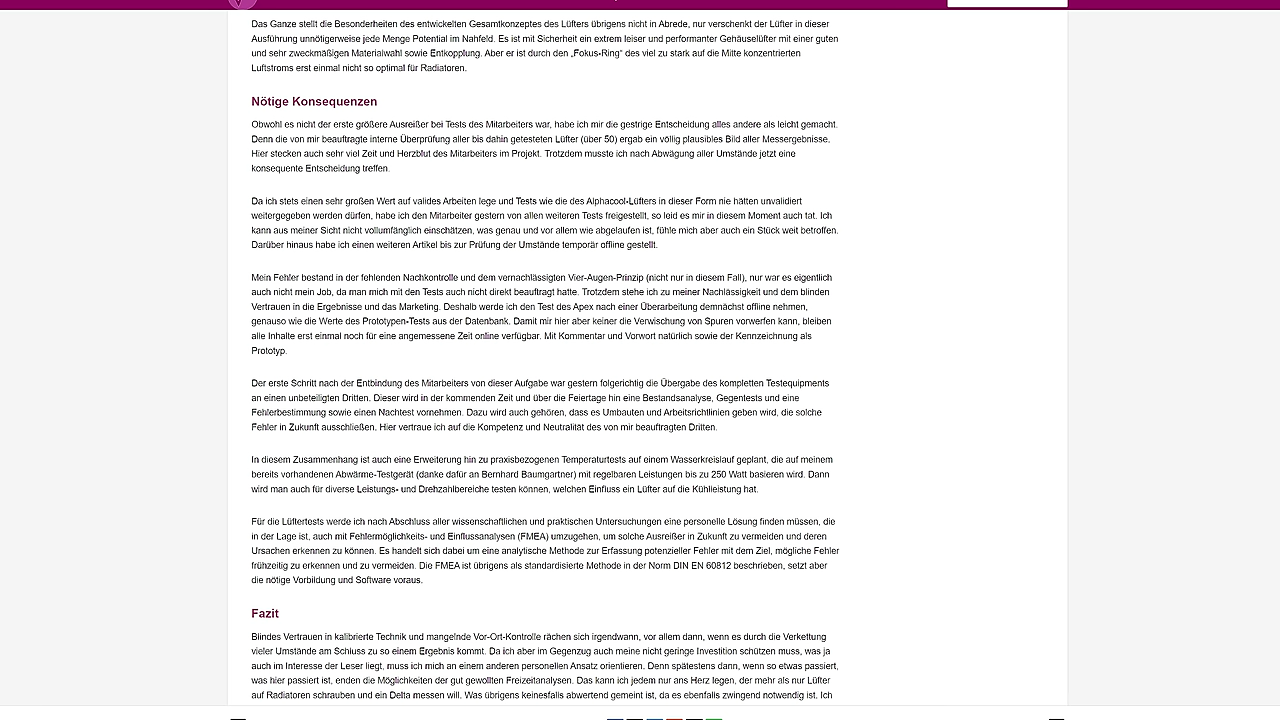 Das Ganze stellt die Besonderheiten des entwickelten Gesamtkonzeptes des Lüfters übrigens nicht in Abrede, nur verschenkt der Lüfter in dieser
Ausführung unnötigerweise jede Menge Potential im Nahfeld. Es ist mit Sicherheit ein extrem leiser und performanter Gehäuselüfter mit einer guten
und sehr zweckmäßigen Materialwahl sowie Entkopplung. Aber er ist durch den „Fokus-Ring“ des viel zu stark auf die Mitte konzentrierten
Luftstroms erst einmal nicht so optimal für Radiatoren.
Nötige Konsequenzen
Obwohl es nicht der erste größere Ausreißer bei Tests des Mitarbeiters war, habe ich mir die gestrige Entscheidung alles andere als leicht gemacht.
Denn die von mir beauftragte interne Überprüfung aller bis dahin getesteten Lüfter (über 50) ergab ein völlig plausibles Bild aller Messergebnisse.
Hier stecken auch sehr viel Zeit und Herzblut des Mitarbeiters im Projekt. Trotzdem musste ich nach Abwägung aller Umstände jetzt eine
konsequente Entscheidung treffen.
Da ich stets einen sehr großen Wert auf valides Arbeiten lege und Tests wie die des Alphacool-Lüfters in dieser Form nie hätten unvalidiert
weitergegeben werden dürfen, habe ich den Mitarbeiter gestern von allen weiteren Tests freigestellt, so leid es mir in diesem Moment auch tat. Ich
kann aus meiner Sicht nicht vollumfänglich einschätzen, was genau und vor allem wie abgelaufen ist, fühle mich aber auch ein Stück weit betroffen.
Darüber hinaus habe ich einen weiteren Artikel bis zur Prüfung der Umstände temporär offline gestellt.
Mein Fehler bestand in der fehlenden Nachkontrolle und dem vernachlässigten Vier-Augen-Prinzip (nicht nur in diesem Fall), nur war es eigentlich
auch nicht mein Job, da man mich mit den Tests auch nicht direkt beauftragt hatte. Trotzdem stehe ich zu meiner Nachlässigkeit und dem blinden
Vertrauen in die Ergebnisse und das Marketing. Deshalb werde ich den Test des Apex nach einer Überarbeitung demnächst offline nehmen,
genauso wie die Werte des Prototypen-Tests aus der Datenbank. Damit mir hier aber keiner die Verwischung von Spuren vorwerfen kann, bleiben
alle Inhalte erst einmal noch für eine angemessene Zeit online verfügbar. Mit Kommentar und Vorwort natürlich sowie der Kennzeichnung als
Prototyp.
Der erste Schritt nach der Entbindung des Mitarbeiters von dieser Aufgabe war gestern folgerichtig die Übergabe des kompletten Testequipments
an einen unbeteiligten Dritten. Dieser wird in der kommenden Zeit und über die Feiertage hin eine Bestandsanalyse, Gegentests und eine
Fehlerbestimmung sowie einen Nachtest vornehmen. Dazu wird auch gehören, dass es Umbauten und Arbeitsrichtlinien geben wird, die solche
Fehler in Zukunft ausschließen. Hier vertraue ich auf die Kompetenz und Neutralität des von mir beauftragten Dritten.
In diesem Zusammenhang ist auch eine Erweiterung hin zu praxisbezogenen Temperaturtests auf einem Wasserkreislauf geplant, die auf meinem
bereits vorhandenen Abwärme-Testgerät (danke dafür an Bernhard Baumgartner) mit regelbaren Leistungen bis zu 250 Watt basieren wird. Dann
wird man auch für diverse Leistungs- und Drehzahlbereiche testen können, welchen Einfluss ein Lüfter auf die Kühlleistung hat.
Für die Lüftertests werde ich nach Abschluss aller wissenschaftlichen und praktischen Untersuchungen eine personelle Lösung finden müssen, die
in der Lage ist, auch mit Fehlermöglichkeits- und Einflussanalysen (FMEA) umzugehen, um solche Ausreißer in Zukunft zu vermeiden und deren
Ursachen erkennen zu können. Es handelt sich dabei um eine analytische Methode zur Erfassung potenzieller Fehler mit dem Ziel, mögliche Fehler
frühzeitig zu erkennen und zu vermeiden. Die FMEA ist übrigens als standardisierte Methode in der Norm DIN EN 60812 beschrieben, setzt aber
die nötige Vorbildung und Software voraus.
Fazit
Blindes Vertrauen in kalibrierte Technik und mangelnde Vor-Ort-Kontrolle rächen sich irgendwann, vor allem dann, wenn es durch die Verkettung
vieler Umstände am Schluss zu so einem Ergebnis kommt. Da ich aber im Gegenzug auch meine nicht geringe Investition schützen muss, was ja
auch im Interesse der Leser liegt, muss ich mich an einem anderen personellen Ansatz orientieren. Denn spätestens dann, wenn so etwas passiert,
was hier passiert ist, enden die Möglichkeiten der gut gewollten Freizeitanalysen. Das kann ich jedem nur ans Herz legen, der mehr als nur Lüfter
auf Radiatoren schrauben und ein Delta messen will. Was übrigens keinesfalls abwertend gemeint ist, da es ebenfalls zwingend notwendig ist. Ich